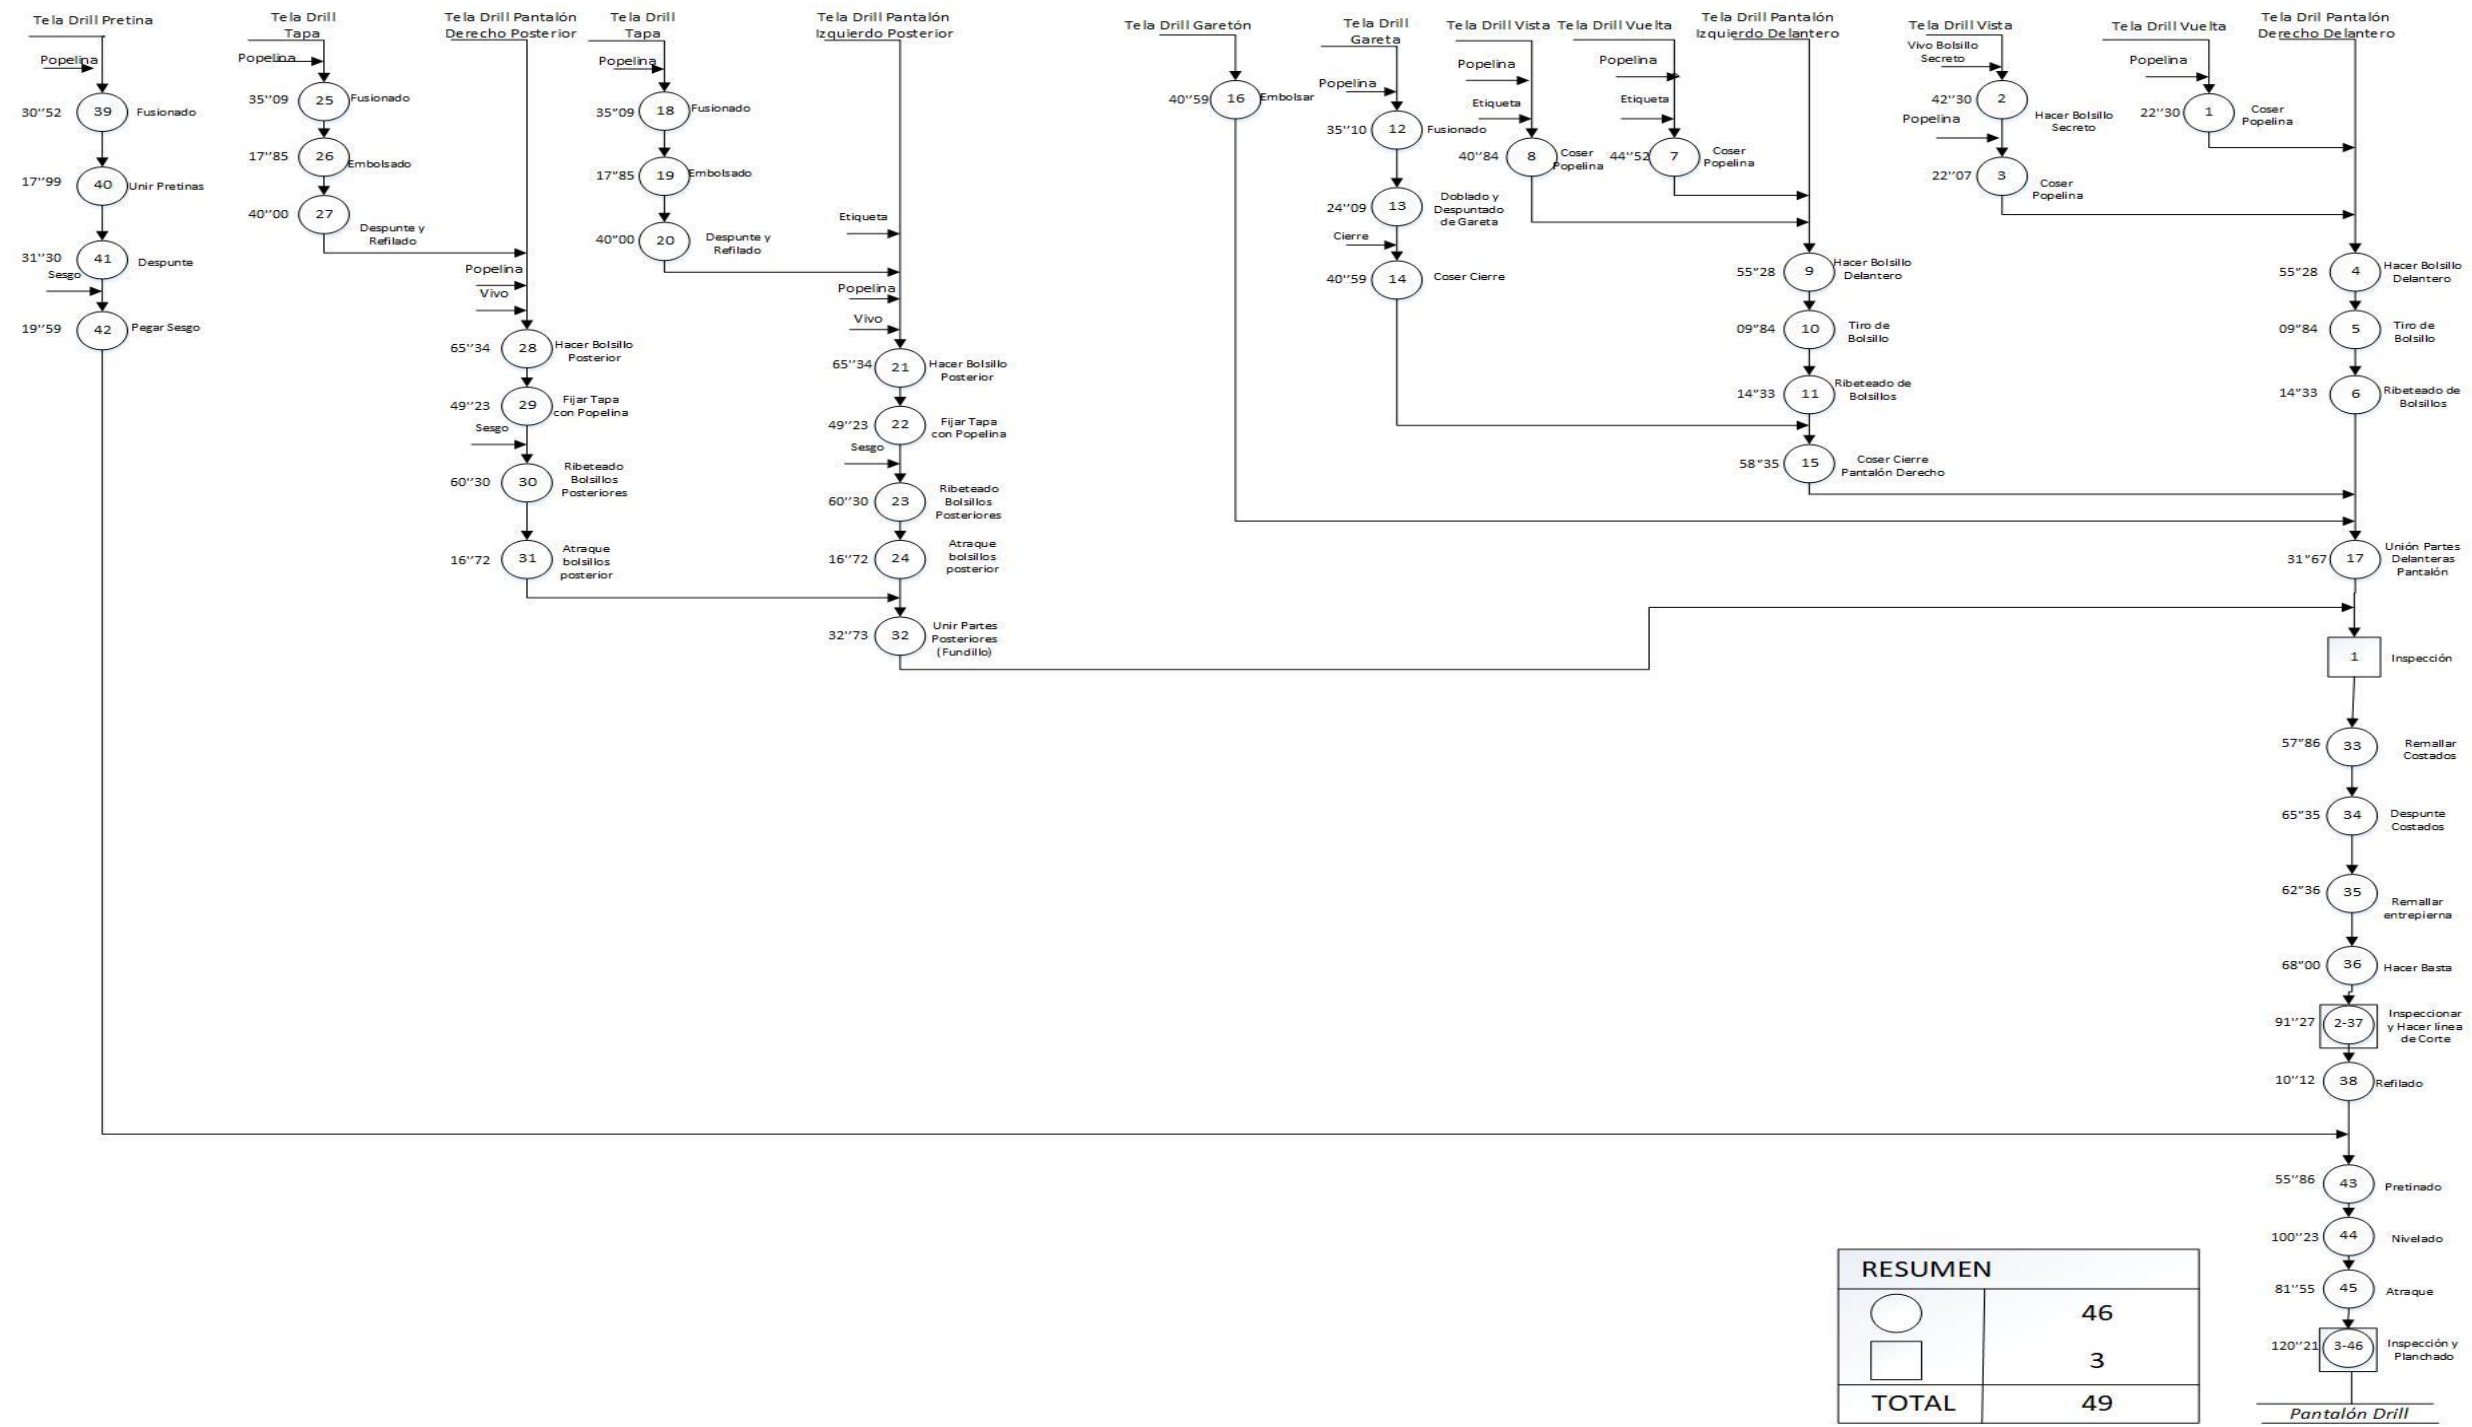 Tela Drill Pretina
Popelina
30''52
39
Fusionado
17''99
40
Unir Pretinas
31''30
41
Despunte
Sesgo
19''59
42
Pegar Sesgo
Tela Drill
Tapa
Popelina
35''09
25
Fusionado
17''85
26
Embolsado
40''00
27
Despunte y
Refilado
Tela Drill Pantalón
Derecho Posterior
Popelina
Vivo
65''34
28
Hacer Bolsillo
Posterior
49''23
29
Fijar Tapa
con Popelina
Sesgo
60''30
30
Ribeteado
Bolsillos
Posteriores
16''72
31
Atraque
bolsillos
posterior
Tela Drill
Tapa
Popelina
35"09
18
Fusionado
17"85
19
Embolsado
40"00
20
Despunte y
Refilado
Tela Drill Pantalón
Izquierdo Posterior
Etiqueta
Popelina
Vivo
65''34
21
Hacer Bolsillo
Posterior
49''23
22
Fijar Tapa
con Popelina
Sesgo
60''30
23
Ribeteado
Bolsillos
Posteriores
16''72
24
Atraque
bolsillos
posterior
32''73
32
Unir Partes
Posteriores
(Fundillo)
Tela Drill Garetón
40''59
16
Embolsar
Tela Drill
Gareta
Popelina
35''10
12
Fusionado
24''09
13
Doblado y
Despuntado
de Gareta
Cierre
40''59
14
Coser Cierre
Tela Drill Vista
Popelina
Etiqueta
40''84
8
Coser
Popelina
Tela Drill Vuelta
Popelina
Etiqueta
44''52
7
Coser
Popelina
Tela Drill Pantalón
Izquierdo Delantero
55"28
9
Hacer Bolsillo
Delantero
09"84
10
Tiro de
Bolsillo
14"33
11
Ribeteado de
Bolsillos
58"35
15
Coser Cierre
Pantalón Derecho
Tela Drill Vista
Vivo Bolsillo
Secreto
42''30
2
Hacer Bolsillo
Secreto
Popelina
22''07
3
Coser
Popelina
Tela Drill Vuelta
Popelina
22''30
1
Coser
Popelina
Tela Dril Pantalón
Derecho Delantero
55"28
4
Hacer Bolsillo
Delantero
09"84
5
Tiro de
Bolsillo
14"33
6
Ribeteado de
Bolsillos
31"67
17
Unión Partes
Delanteras
Pantalón
1
Inspección
57"86
33
Remallar
Costados
65"35
34
Despunte
Costados
62"36
35
Remallar
entrepierna
68"00
36
Hacer Basta
91''27
2-37
Inspeccionar
y Hacer línea
de Corte
10''12
38
Refilado
55''86
43
Pretinado
100''23
44
Nivelado
81''55
45
Atraque
120''21
3-46
Inspección y
Planchado
Pantalón Drill
RESUMEN
46
3
TOTAL
49